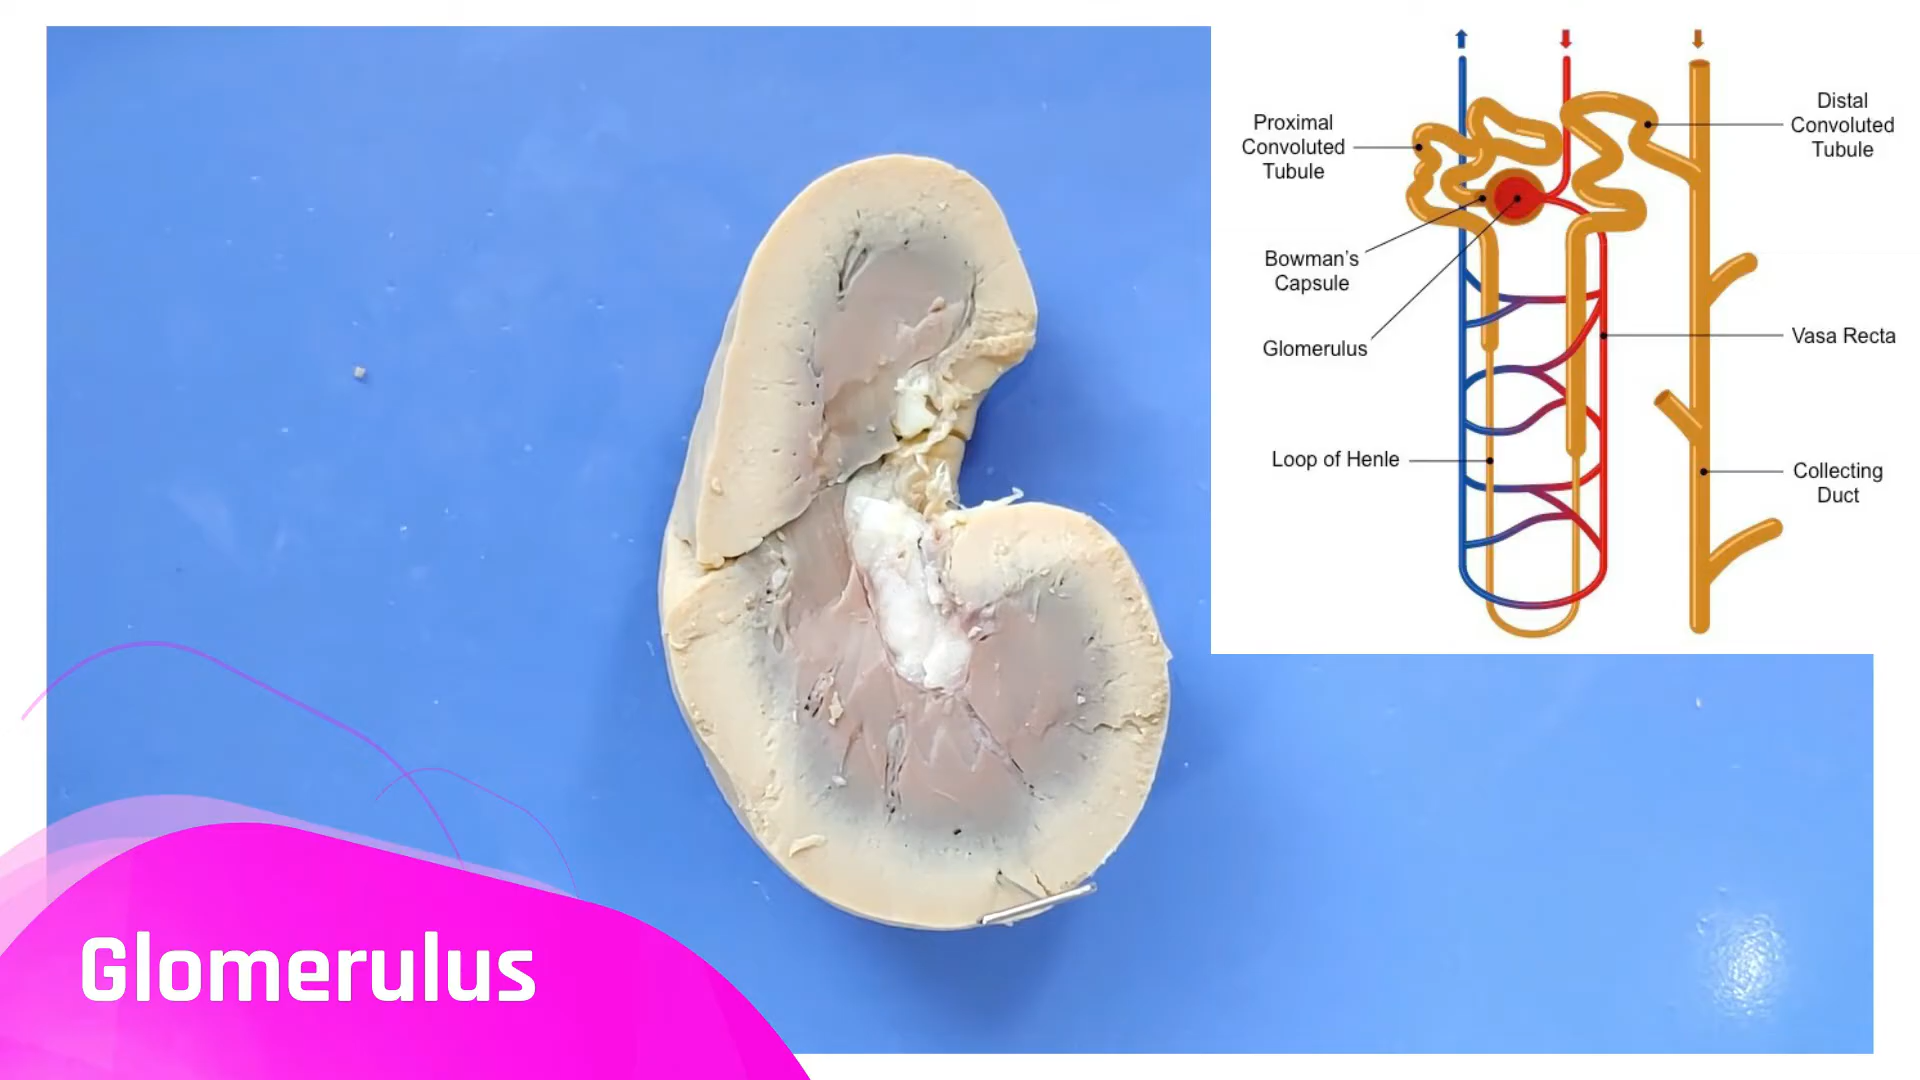 Proximal
Convoluted
Tubule
Distal
Convoluted
Tubule
Bowman's
Capsule
Glomerulus
Vasa Recta
Loop of Henle
Collecting
Duct
Glomerulus